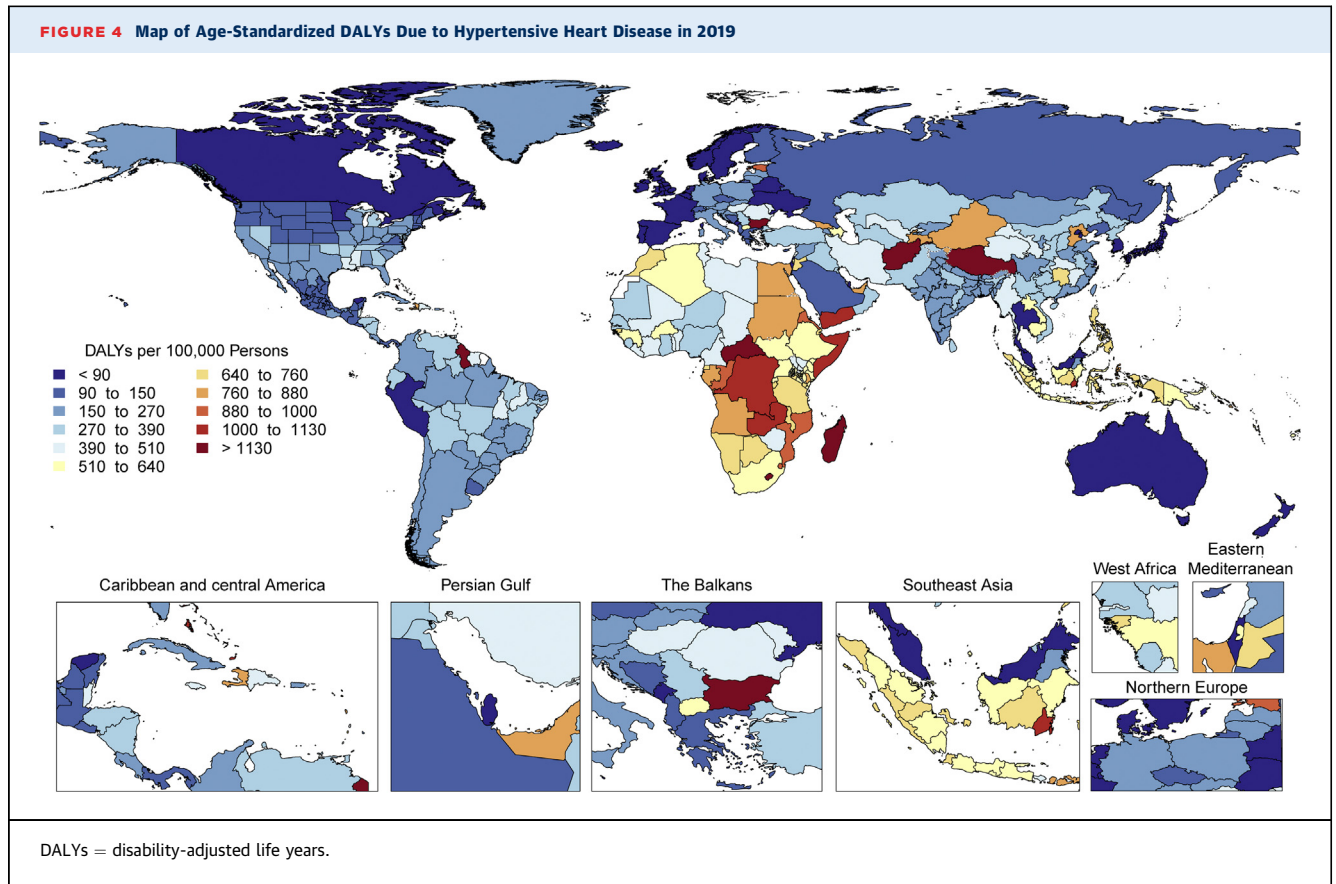 FIGURE 4 Map of Age-Standardized DALYs Due to Hypertensive Heart Disease in 2019
DALYs per 100,000 Persons
< 90
90 to 150
150 to 270
270 to 390
390 to 510
510 to 640
640 to 760
760 to 880
880 to 1000
1000 to 1130
> 1130
Caribbean and central America
Persian Gulf
The Balkans
Southeast Asia
West Africa
Eastern
Mediterranean
Northern Europe
DALYs = disability-adjusted life years.